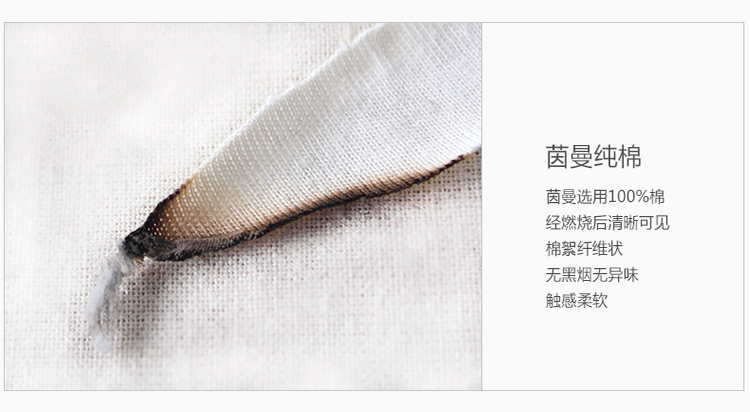 茵曼纯棉
茵曼选用100%棉
经燃烧后清晰可见
棉絮纤维状
无黑烟无异味
触感柔软